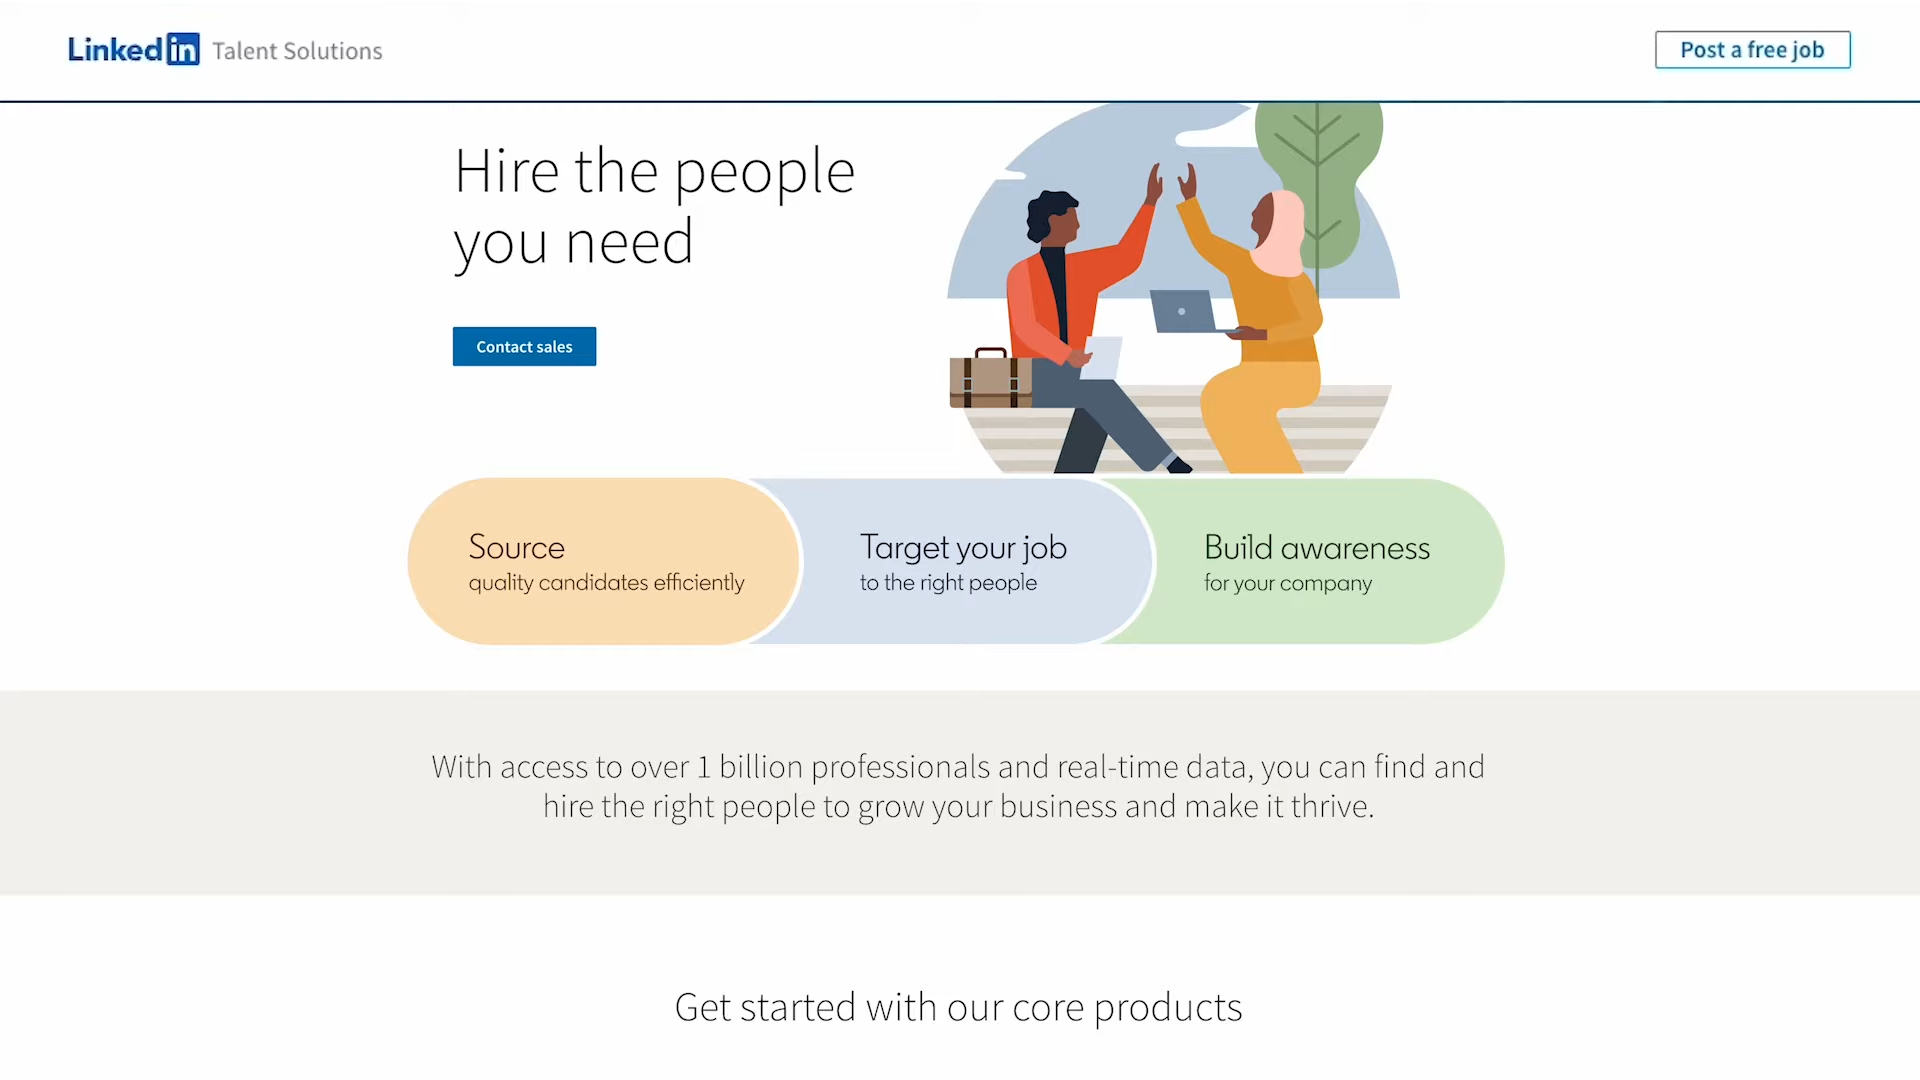 Linked in Talent Solutions
Post a free job
Hire the people
you need
Contact sales
Source
quality candidates efficiently
Target your job
to the right people
Build awareness
for your company
With access to over 1 billion professionals and real-time data, you can find and
hire the right people to grow your business and make it thrive.
Get started with our core products